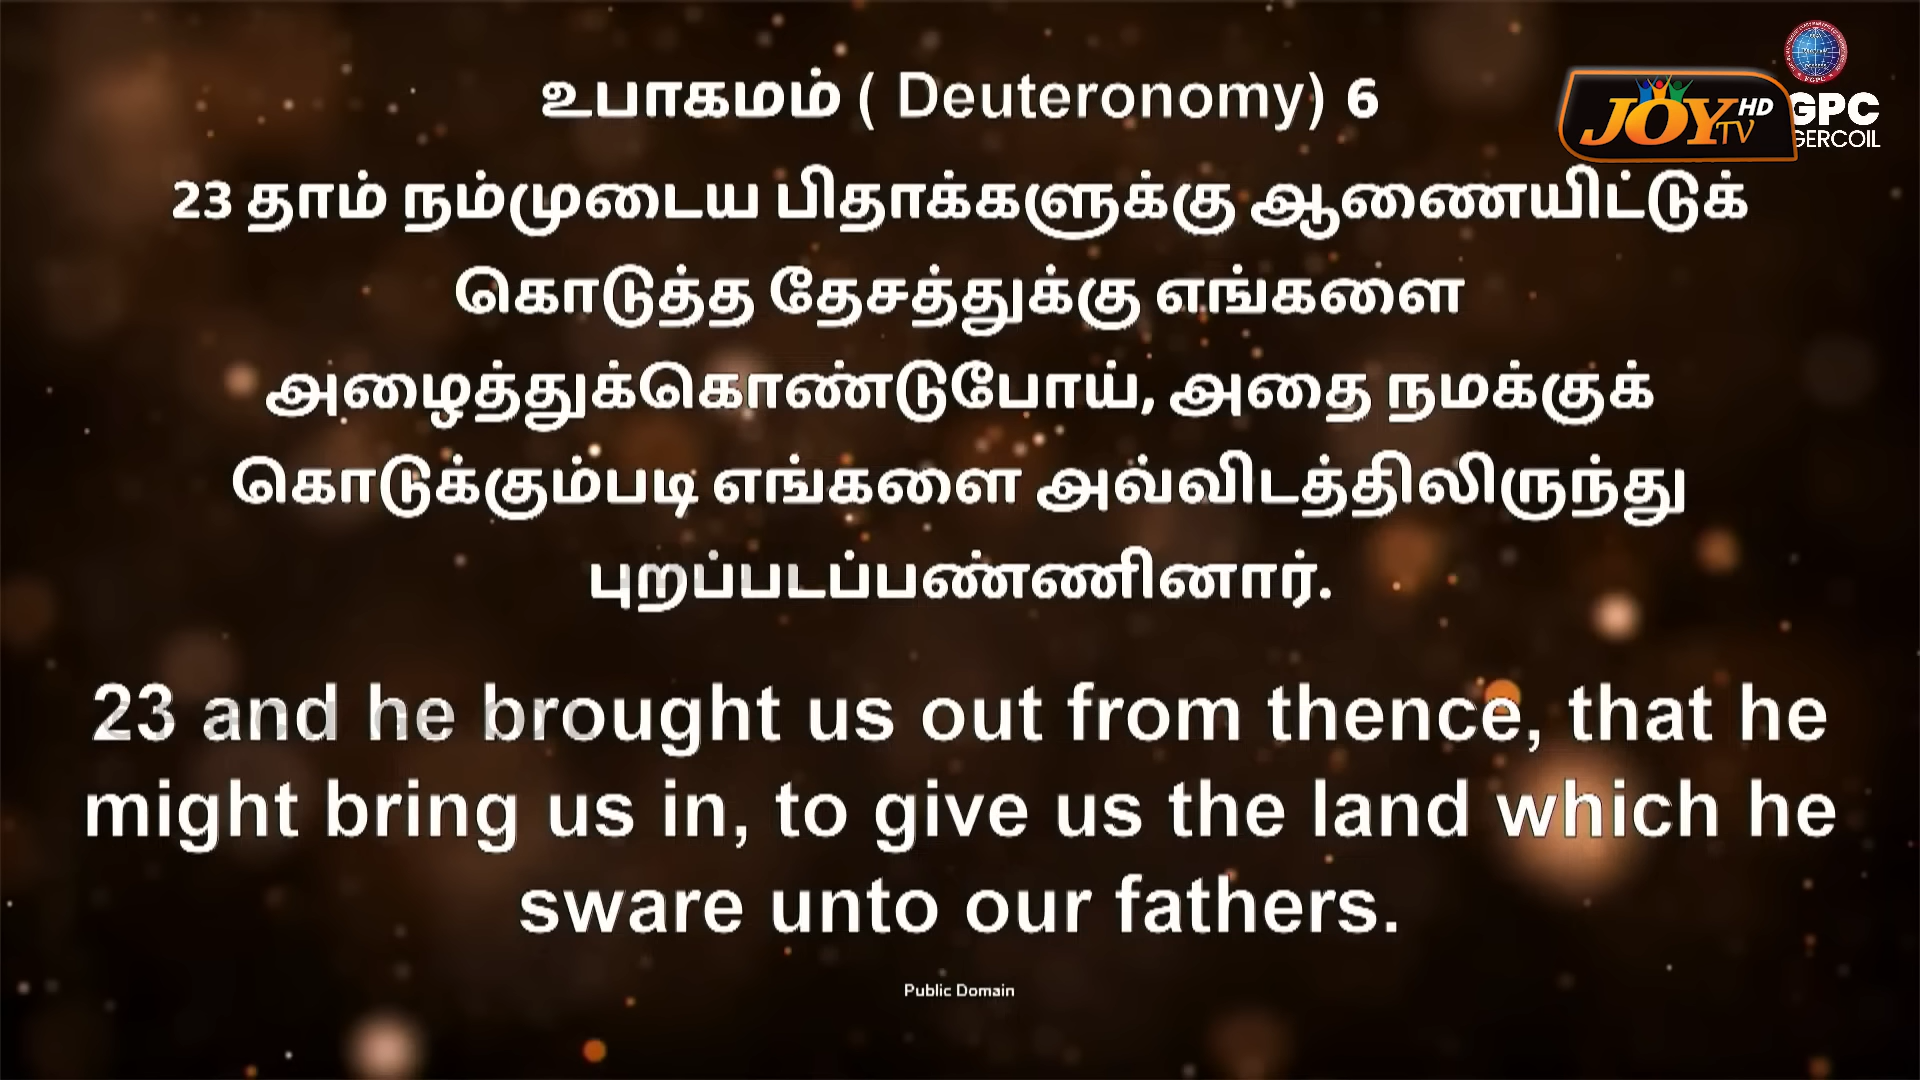 உபாகமம் ( Deuteronomy) 6
23 தாம் நம்முடைய பிதாக்களுக்கு ஆணையிட்டுக்
கொடுத்த தேசத்துக்கு எங்களை
அழைத்துக்கொண்டுபோய், அதை நமக்குக்
கொடுக்கும்படி எங்களை அவ்விடத்திலிருந்து
புறப்படப்பண்ணினார்.
23 and he brought us out from thence, that he
might bring us in, to give us the land which he
sware unto our fathers.
Public Domain
JOY TV HD
GPC
GERCOIL